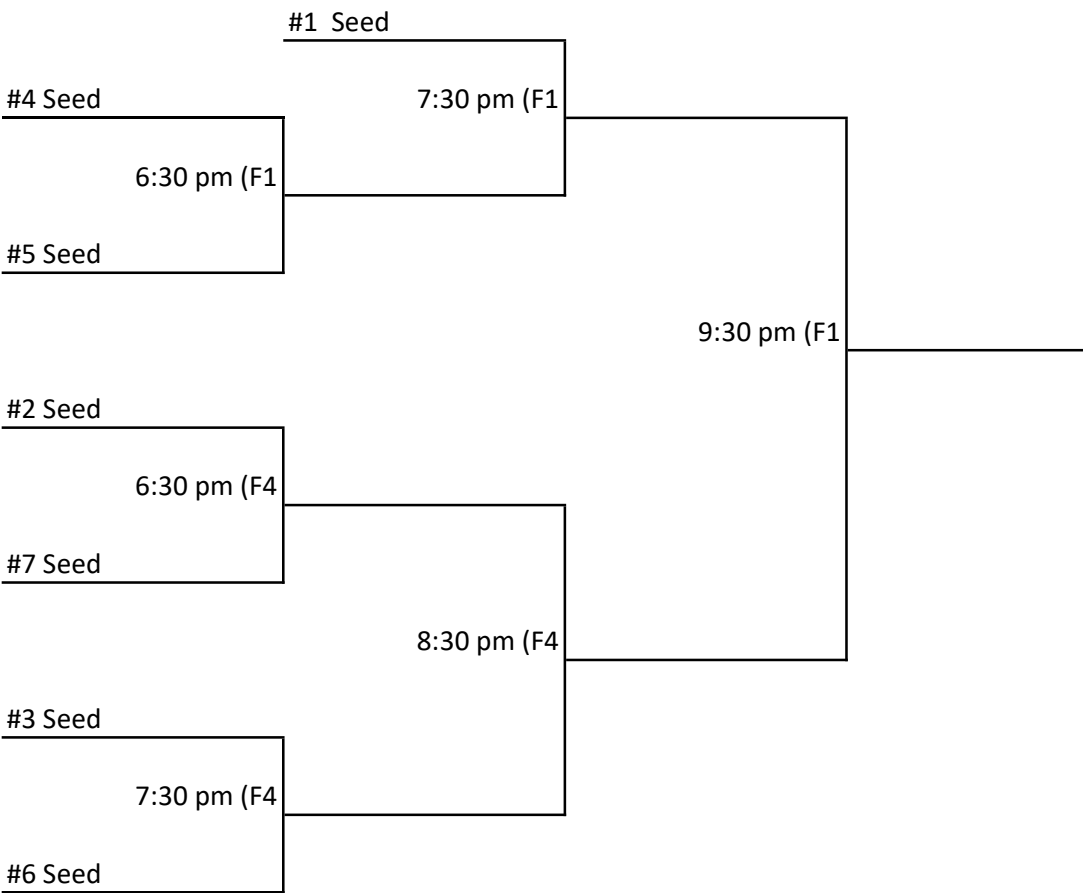 #1  Seed
#4 Seed
7:30 pm (F1
6:30 pm (F1
#5 Seed
9:30 pm (F1
#2 Seed
6:30 pm (F4
#7 Seed
8:30 pm (F4
#3 Seed
7:30 pm (F4
#6 Seed